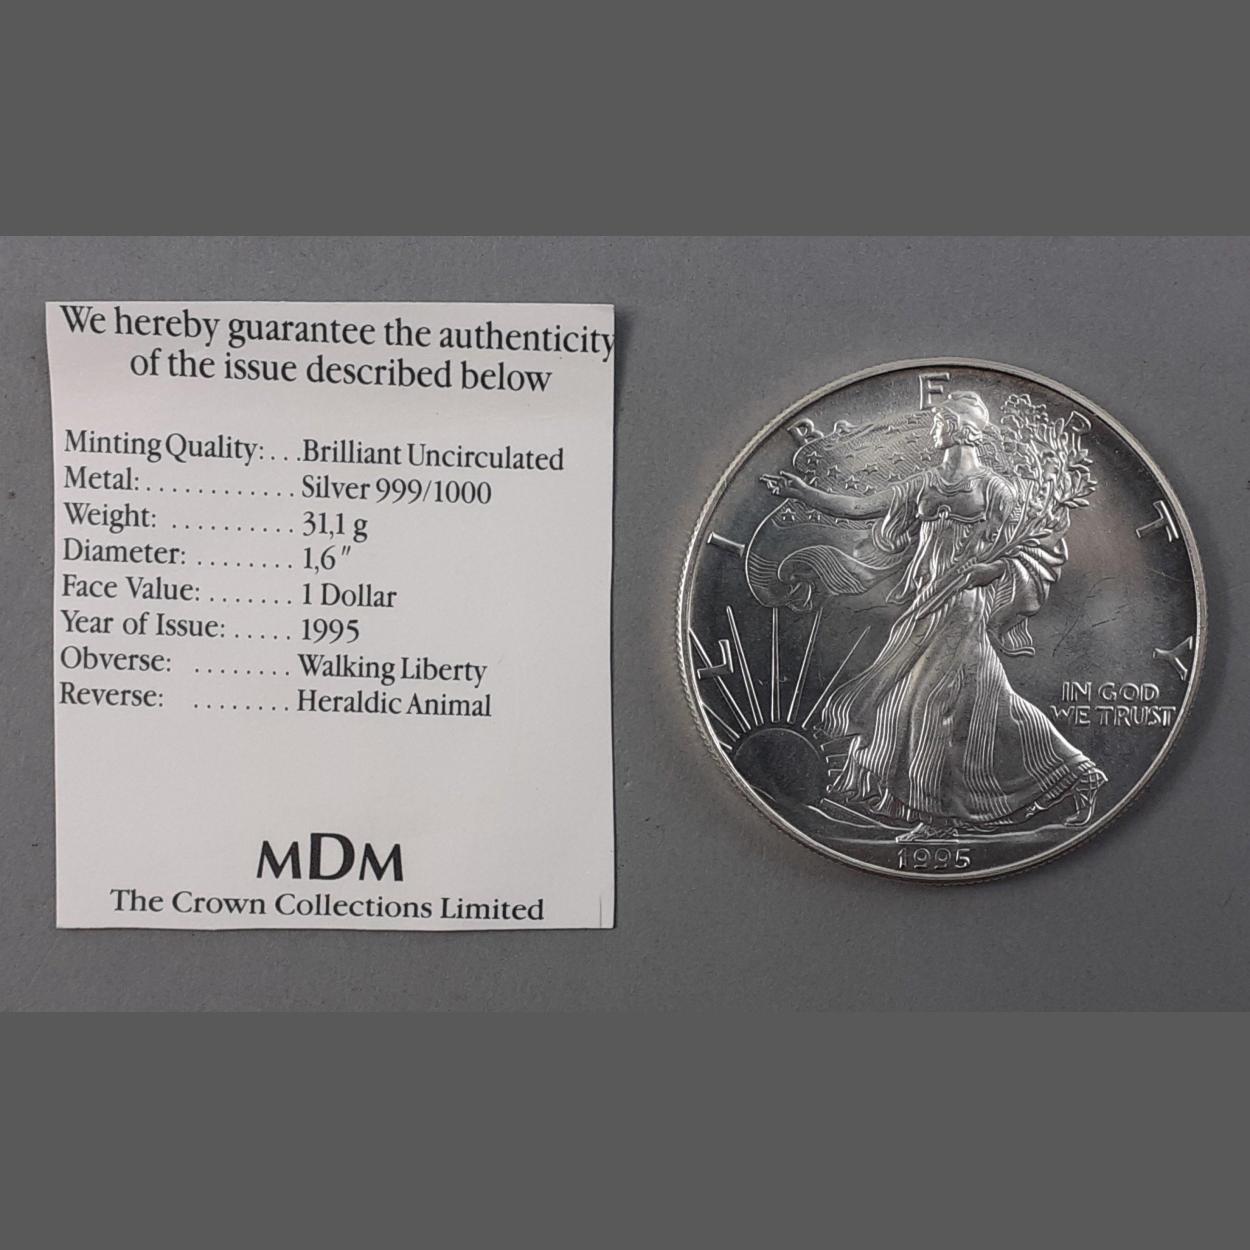 We hereby guarantee the authenticity
of the issue described below
Minting Quality: . . . Brilliant Uncirculated
Metal: . . . . . . . . . . . . Silver 999/1000
Weight: . . . . . . . . . . 31,1 g
Diameter: . . . . . . . . 1,6"
Face Value: . . . . . . . 1 Dollar
Year of Issue: . . . . . 1995
Obverse: . . . . . . . . Walking Liberty
Reverse: . . . . . . . . Heraldic Animal
MDM
The Crown Collections Limited
LIBERTY
IN GOD
WE TRUST
1995